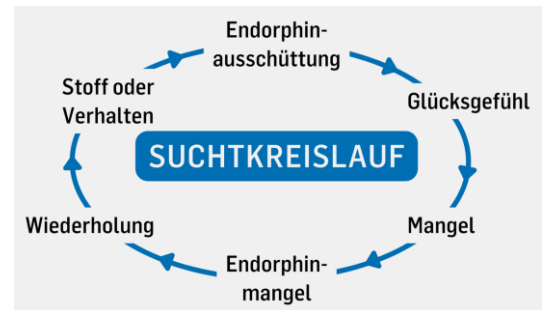 Endorphin-
ausschüttung
Stoff oder
Verhalten
Glücksgefühl
SUCHTKREISLAUF
Wiederholung
Mangel
Endorphin-
mangel